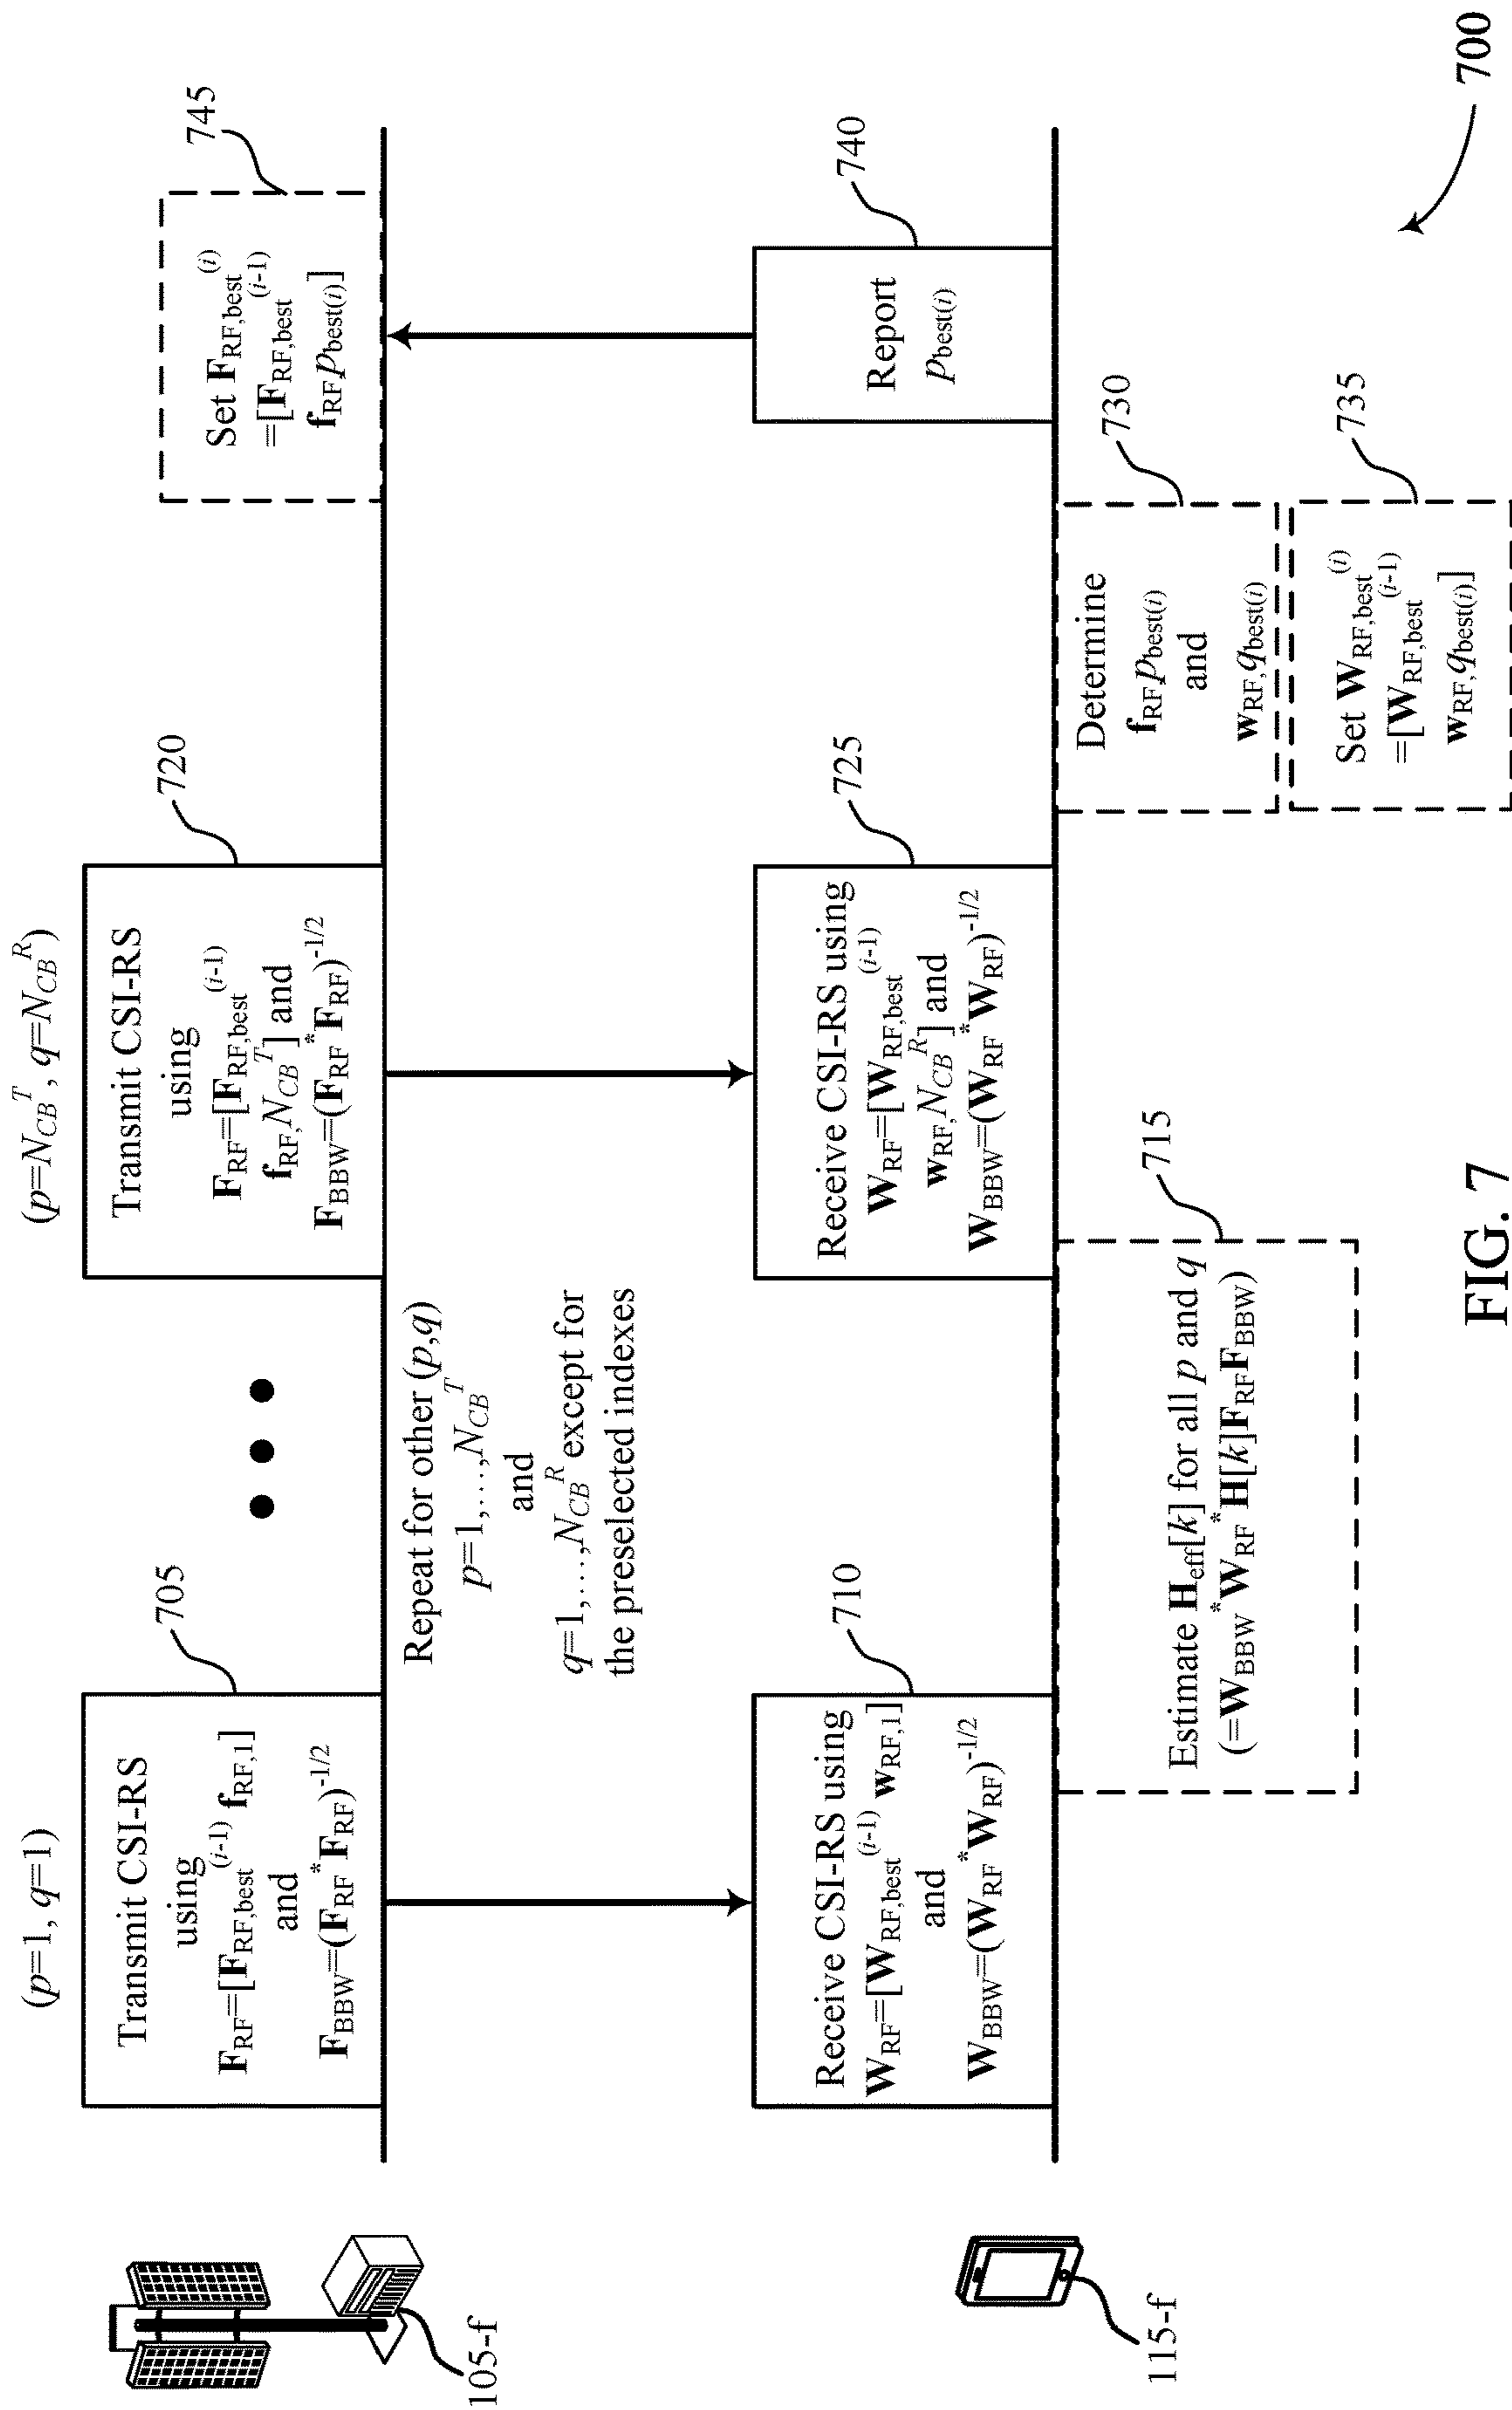 (p=1, q=1)
Transmit CSI-RS
using
F_RF=[F_RF,best^(i-1) f_RF,1]
and
F_BBW=(F_RF^*F_RF)^-1/2
705
(p=N_CB^T, q=N_CB^R)
Transmit CSI-RS
using
F_RF=[F_RF,best^(i-1)
f_RF,N_CB^T] and
F_BBW=(F_RF^*F_RF)^-1/2
720
745
Set F_RF,best^(i)
=[F_RF,best^(i-1)
f_RF p_best(i)]
105-f
Repeat for other (p,q)
p=1,…,N_CB^T
and
q=1,…,N_CB^R except for
the preselected indexes
Receive CSI-RS using
W_RF=[W_RF,best^(i-1) w_RF,1]
and
W_BBW=(W_RF^*W_RF)^-1/2
710
Receive CSI-RS using
W_RF=[W_RF,best^(i-1)
w_RF,N_CB^R] and
W_BBW=(W_RF^*W_RF)^-1/2
725
Report
p_best(i)
740
115-f
Estimate H_eff[k] for all p and q
(=W_BBW^*W_RF^*H[k]F_RFF_BBW)
715
Determine
f_RF p_best(i)
and
w_RF,q_best(i)
730
Set W_RF,best^(i)
=[W_RF,best^(i-1)
w_RF,q_best(i)]
735
700
FIG. 7